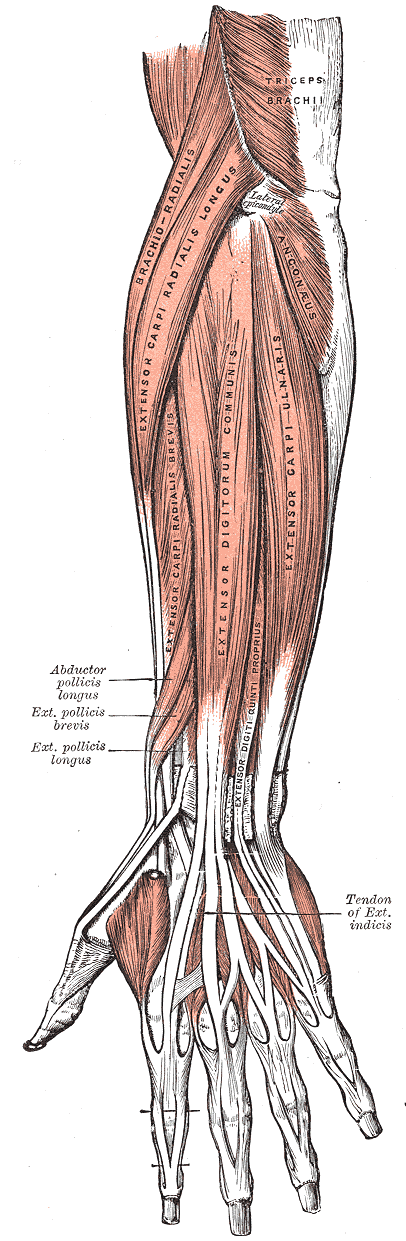 TRICEPS
BRACHII
BRACHIO-RADIALIS
EXTENSOR CARPI RADIALIS LONGUS
Lateral
epicondyle
ANCONÆUS
EXTENSOR CARPI RADIALIS BREVIS
EXTENSOR DIGITORUM COMMUNIS
EXTENSOR CARPI-ULNARIS
EXTENSOR DIGITI QUINTI PROPRIUS
Abductor
pollicis
longus
Ext. pollicis
brevis
Ext. pollicis
longus
Tendon
of Ext.
indicis